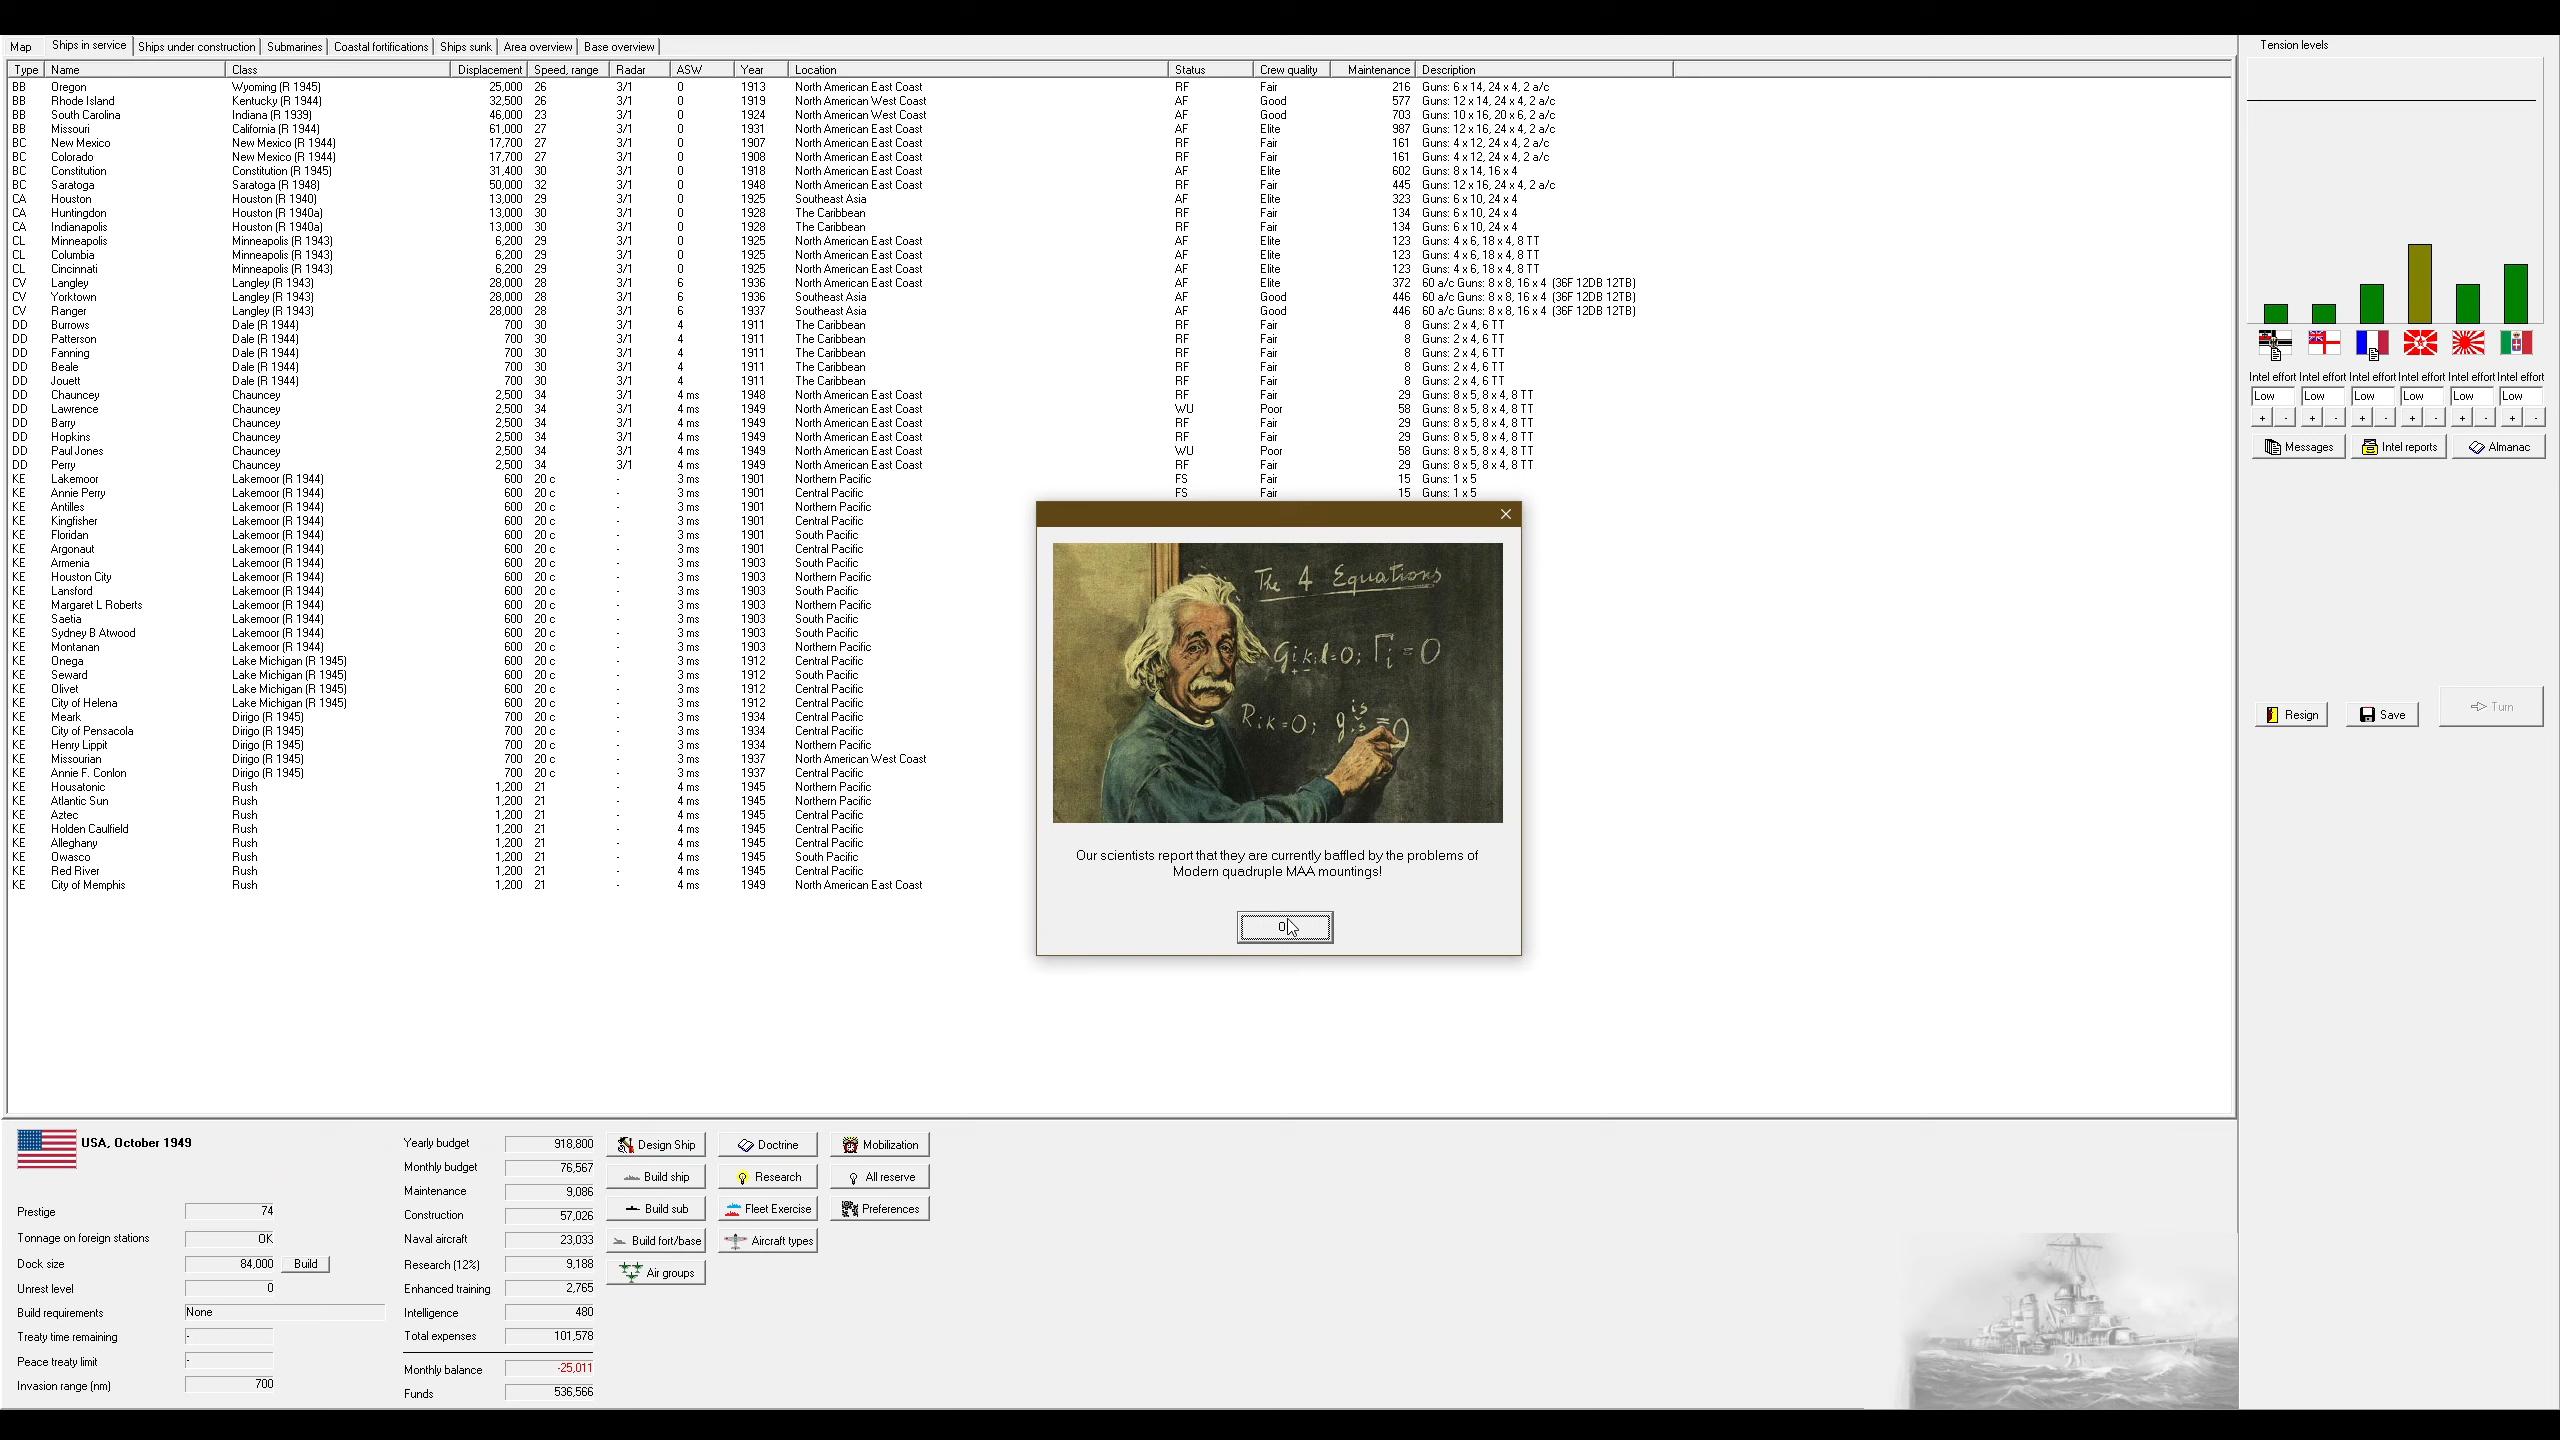 Map Ships in service Ships under construction Submarines Coastal fortifications Ships sunk Area overview Base overview
Type Name Class Displacement Speed, range Radar ASW Year Location Status Crew quality Maintenance Description
BB Oregon Wyoming (R 1945) 25,000 26 3/1 0 1913 North American East Coast RF Fair 216 Guns: 6 x 14, 24 x 4, 2 a/c
BB Rhode Island Kentucky (R 1944) 32,500 26 3/1 0 1919 North American West Coast AF Good 577 Guns: 12 x 14, 24 x 4, 2 a/c
BB South Carolina Indiana (R 1939) 46,000 23 3/1 0 1924 North American West Coast AF Good 703 Guns: 10 x 16, 20 x 6, 2 a/c
BB Missouri California (R 1944) 61,000 27 3/1 0 1931 North American East Coast AF Elite 987 Guns: 12 x 16, 24 x 4, 2 a/c
BC New Mexico New Mexico (R 1944) 17,700 27 3/1 0 1907 North American East Coast RF Fair 161 Guns: 4 x 12, 24 x 4, 2 a/c
BC Colorado New Mexico (R 1944) 17,700 27 3/1 0 1908 North American East Coast RF Fair 161 Guns: 4 x 12, 24 x 4, 2 a/c
BC Constitution Constitution (R 1945) 31,400 30 3/1 0 1918 North American East Coast AF Elite 602 Guns: 8 x 14, 16 x 4
BC Saratoga Saratoga (R 1948) 50,000 32 3/1 0 1948 North American East Coast RF Fair 445 Guns: 12 x 16, 24 x 4, 2 a/c
CA Houston Houston (R 1940) 13,000 29 3/1 0 1925 Southeast Asia AF Elite 323 Guns: 6 x 10, 24 x 4
CA Huntingdon Houston (R 1940a) 13,000 30 3/1 0 1928 The Caribbean RF Fair 134 Guns: 6 x 10, 24 x 4
CA Indianapolis Houston (R 1940a) 13,000 30 3/1 0 1928 The Caribbean RF Fair 134 Guns: 6 x 10, 24 x 4
CL Minneapolis Minneapolis (R 1943) 6,200 29 3/1 0 1925 North American East Coast AF Elite 123 Guns: 4 x 6, 18 x 4, 8 TT
CL Columbia Minneapolis (R 1943) 6,200 29 3/1 0 1925 North American East Coast AF Elite 123 Guns: 4 x 6, 18 x 4, 8 TT
CL Cincinnati Minneapolis (R 1943) 6,200 29 3/1 0 1925 North American East Coast AF Elite 123 Guns: 4 x 6, 18 x 4, 8 TT
CV Langley Langley (R 1943) 28,000 28 3/1 6 1936 North American East Coast AF Elite 372 60 a/c Guns: 8 x 8, 16 x 4 (36F 12DB 12TB)
CV Yorktown Langley (R 1943) 28,000 28 3/1 6 1936 Southeast Asia AF Good 446 60 a/c Guns: 8 x 8, 16 x 4 (36F 12DB 12TB)
CV Ranger Langley (R 1943) 28,000 28 3/1 6 1937 Southeast Asia AF Good 446 60 a/c Guns: 8 x 8, 16 x 4 (36F 12DB 12TB)
DD Burrows Dale (R 1944) 700 30 3/1 4 1911 The Caribbean RF Fair 8 Guns: 2 x 4, 6 TT
DD Patterson Dale (R 1944) 700 30 3/1 4 1911 The Caribbean RF Fair 8 Guns: 2 x 4, 6 TT
DD Fanning Dale (R 1944) 700 30 3/1 4 1911 The Caribbean RF Fair 8 Guns: 2 x 4, 6 TT
DD Beale Dale (R 1944) 700 30 3/1 4 1911 The Caribbean RF Fair 8 Guns: 2 x 4, 6 TT
DD Jouett Dale (R 1944) 700 30 3/1 4 1911 The Caribbean RF Fair 8 Guns: 2 x 4, 6 TT
DD Chauncey Chauncey 2,500 34 3/1 4 ms 1948 North American East Coast RF Fair 29 Guns: 8 x 5, 8 x 4, 8 TT
DD Lawrence Chauncey 2,500 34 3/1 4 ms 1949 North American East Coast WU Poor 58 Guns: 8 x 5, 8 x 4, 8 TT
DD Barry Chauncey 2,500 34 3/1 4 ms 1949 North American East Coast RF Fair 29 Guns: 8 x 5, 8 x 4, 8 TT
DD Hopkins Chauncey 2,500 34 3/1 4 ms 1949 North American East Coast RF Fair 29 Guns: 8 x 5, 8 x 4, 8 TT
DD Paul Jones Chauncey 2,500 34 3/1 4 ms 1949 North American East Coast WU Poor 58 Guns: 8 x 5, 8 x 4, 8 TT
DD Perry Chauncey 2,500 34 3/1 4 ms 1949 North American East Coast RF Fair 29 Guns: 8 x 5, 8 x 4, 8 TT
KE Lakemoor Lakemoor (R 1944) 600 20 c - 3 ms 1901 Northern Pacific FS Fair 15 Guns: 1 x 5
KE Annie Perry Lakemoor (R 1944) 600 20 c - 3 ms 1901 Central Pacific FS Fair 15 Guns: 1 x 5
KE Antilles Lakemoor (R 1944) 600 20 c - 3 ms 1901 Northern Pacific
KE Kingfisher Lakemoor (R 1944) 600 20 c - 3 ms 1901 Central Pacific
KE Floridan Lakemoor (R 1944) 600 20 c - 3 ms 1901 South Pacific
KE Argonaut Lakemoor (R 1944) 600 20 c - 3 ms 1901 Central Pacific
KE Armenia Lakemoor (R 1944) 600 20 c - 3 ms 1903 South Pacific
KE Houston City Lakemoor (R 1944) 600 20 c - 3 ms 1903 Northern Pacific
KE Lansford Lakemoor (R 1944) 600 20 c - 3 ms 1903 South Pacific
KE Margaret L Roberts Lakemoor (R 1944) 600 20 c - 3 ms 1903 Northern Pacific
KE Saetia Lakemoor (R 1944) 600 20 c - 3 ms 1903 South Pacific
KE Sydney B Atwood Lakemoor (R 1944) 600 20 c - 3 ms 1903 South Pacific
KE Montanan Lakemoor (R 1944) 600 20 c - 3 ms 1903 Northern Pacific
KE Onega Lake Michigan (R 1945) 600 20 c - 3 ms 1912 Central Pacific
KE Seward Lake Michigan (R 1945) 600 20 c - 3 ms 1912 South Pacific
KE Olivet Lake Michigan (R 1945) 600 20 c - 3 ms 1912 Central Pacific
KE City of Helena Lake Michigan (R 1945) 600 20 c - 3 ms 1912 Central Pacific
KE Meark Dirigo (R 1945) 700 20 c - 3 ms 1934 Central Pacific
KE City of Pensacola Dirigo (R 1945) 700 20 c - 3 ms 1934 Central Pacific
KE Henry Lippit Dirigo (R 1945) 700 20 c - 3 ms 1934 Northern Pacific
KE Missourian Dirigo (R 1945) 700 20 c - 3 ms 1937 North American West Coast
KE Annie F. Conlon Dirigo (R 1945) 700 20 c - 3 ms 1937 Central Pacific
KE Housatonic Rush 1,200 21 - 4 ms 1945 Northern Pacific
KE Atlantic Sun Rush 1,200 21 - 4 ms 1945 Northern Pacific
KE Aztec Rush 1,200 21 - 4 ms 1945 Central Pacific
KE Holden Caulfield Rush 1,200 21 - 4 ms 1945 Central Pacific
KE Alleghany Rush 1,200 21 - 4 ms 1945 Central Pacific
KE Owasco Rush 1,200 21 - 4 ms 1945 South Pacific
KE Red River Rush 1,200 21 - 4 ms 1945 Central Pacific
KE City of Memphis Rush 1,200 21 - 4 ms 1949 North American East Coast
The 4 Equations
Our scientists report that they are currently baffled by the problems of
Modern quadruple MAA mountings!
Tension levels
Intel effort Intel effort Intel effort Intel effort Intel effort Intel effort
Low Low Low Low Low Low
+ - + - + - + - + - + -
Messages Intel reports Almanac
Resign Save Turn
USA, October 1949
Prestige 74
Tonnage on foreign stations OK
Dock size 84,000 Build
Unrest level 0
Build requirements None
Treaty time remaining -
Peace treaty limit -
Invasion range (nm) 700
Yearly budget 918,800
Monthly budget 76,567
Maintenance 9,086
Construction 57,026
Naval aircraft 23,033
Research (12%) 9,188
Enhanced training 2,765
Intelligence 480
Total expenses 101,578
Monthly balance -25,011
Funds 536,566
Design Ship Doctrine Mobilization
Build ship Research All reserve
Build sub Fleet Exercise Preferences
Build fort/base Aircraft types
Air groups